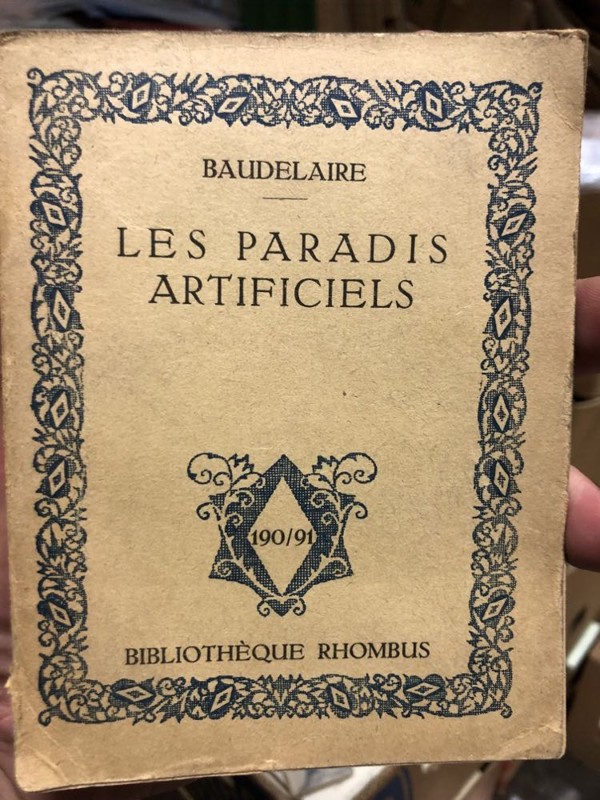 BAUDELAIRE
LES PARADIS
ARTIFICIELS
190/91
BIBLIOTHÈQUE RHOMBUS